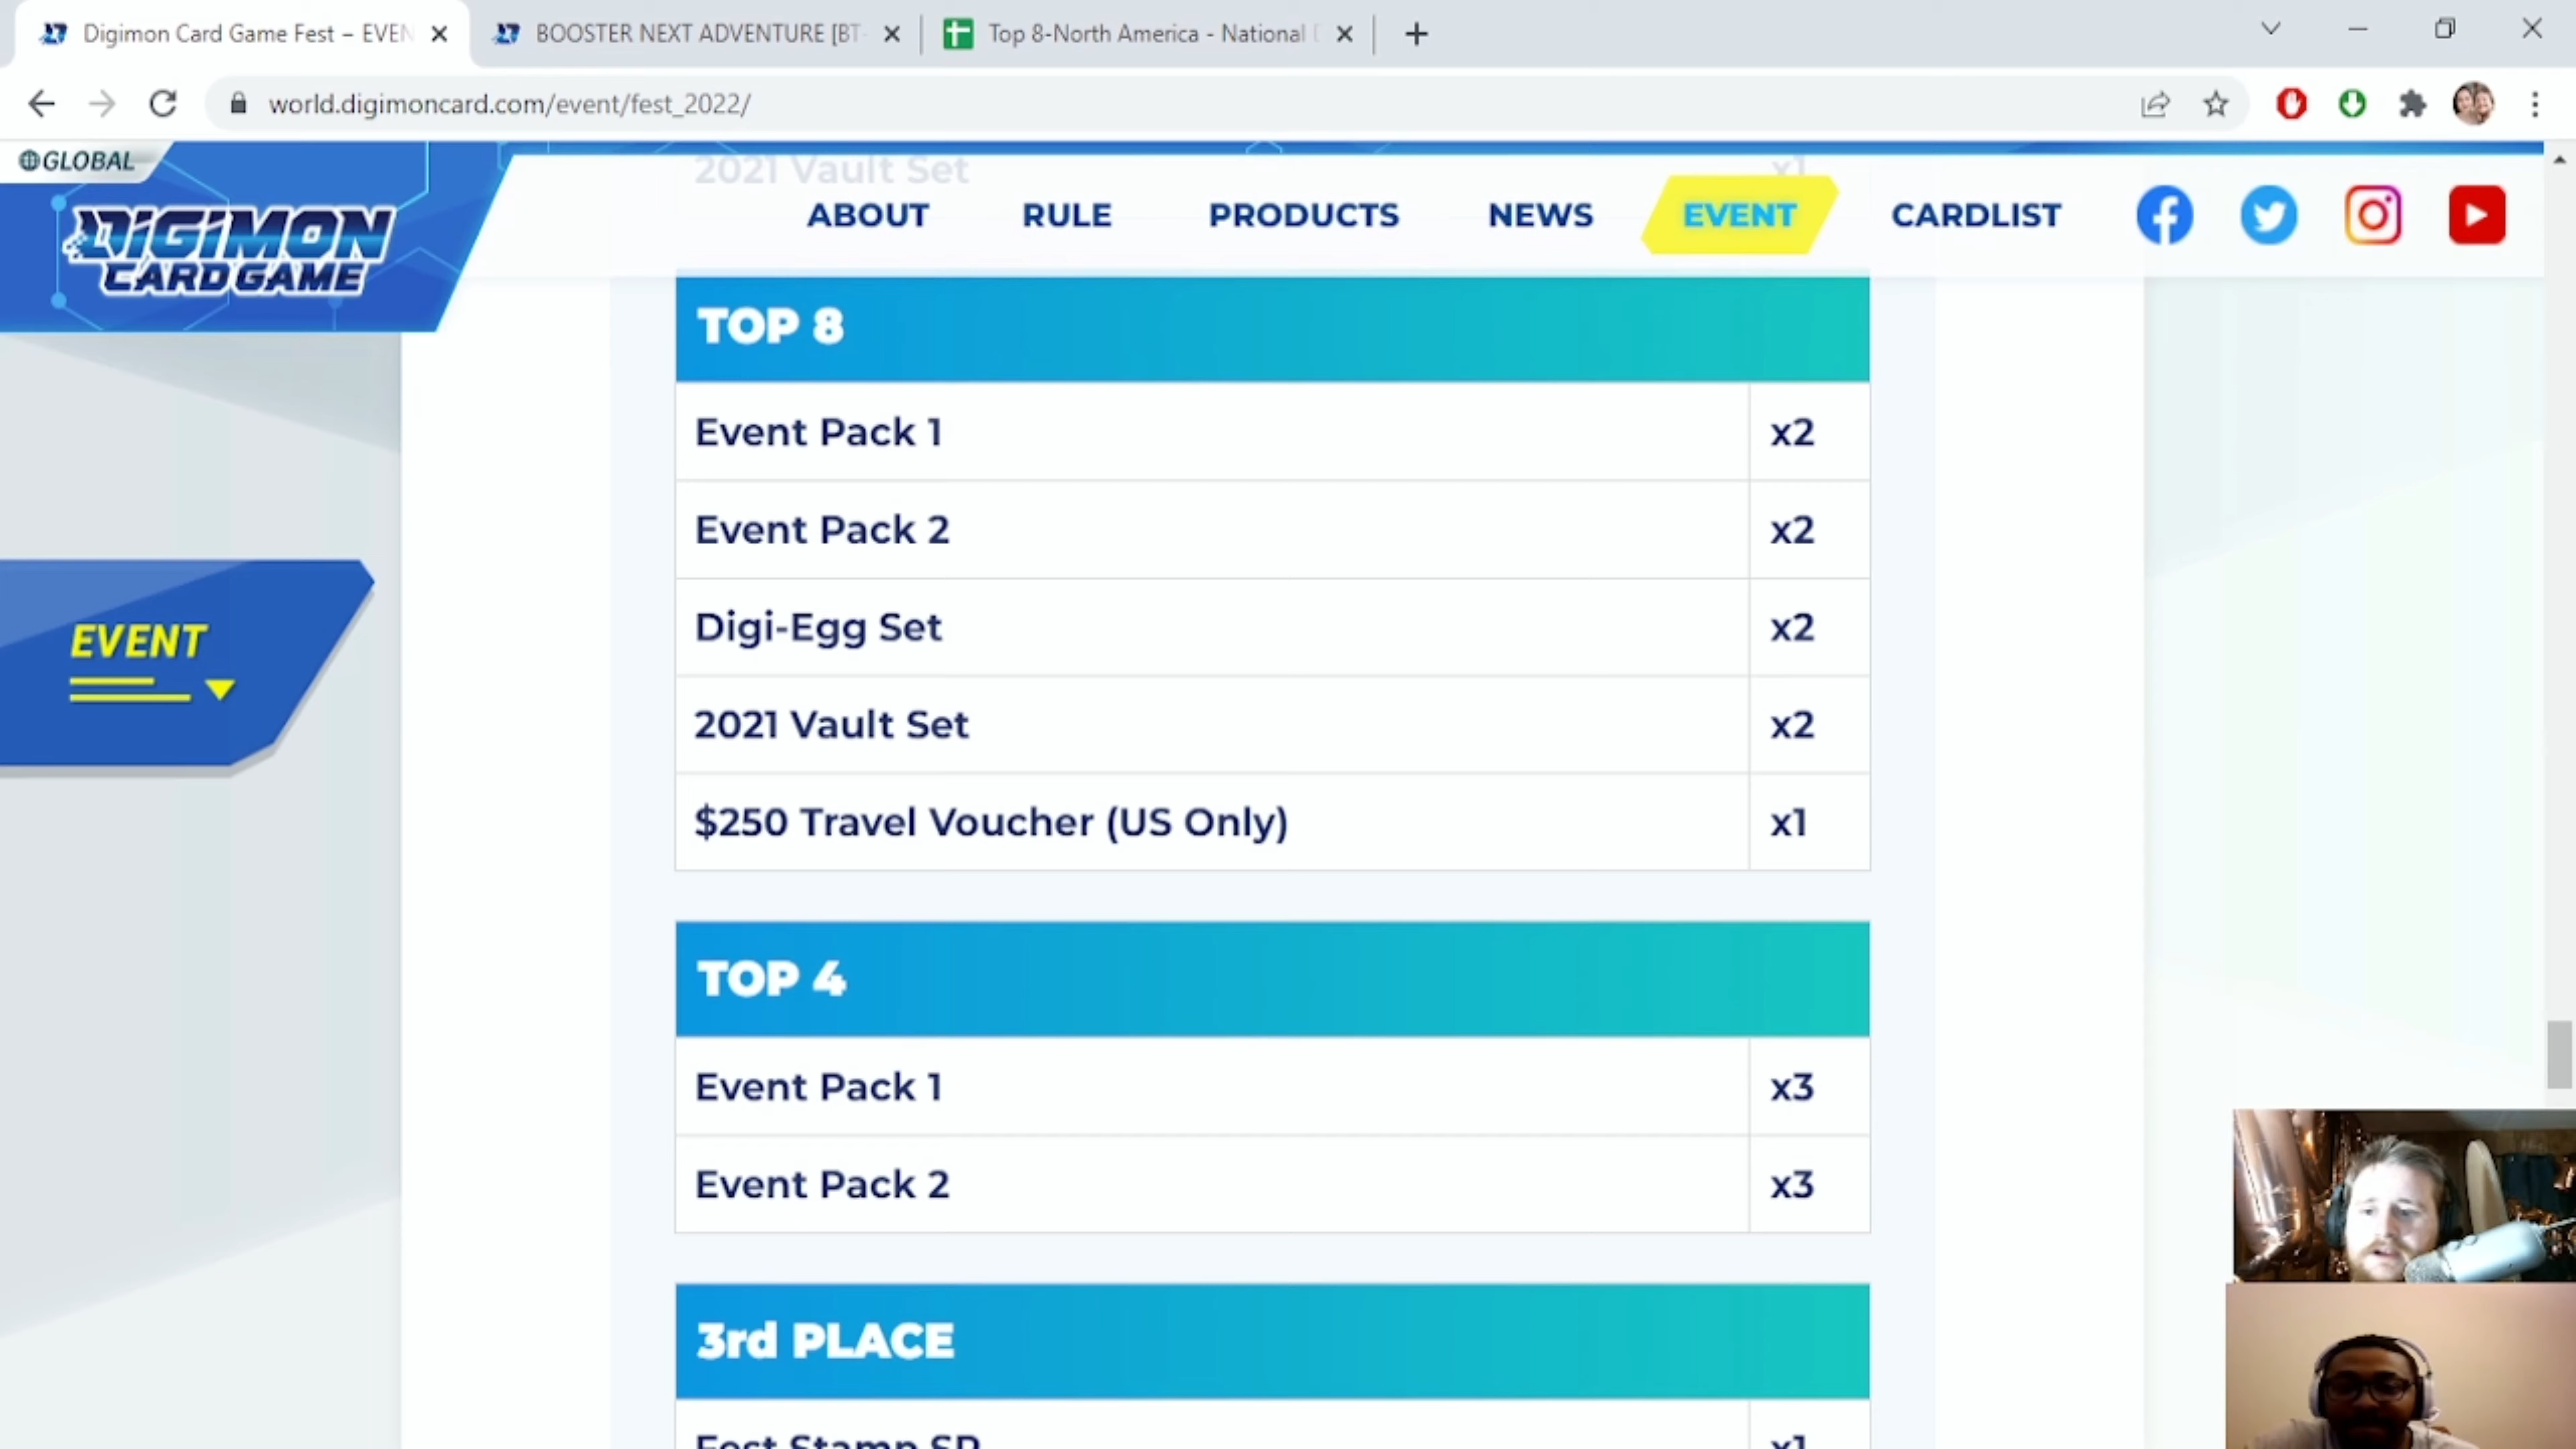 Digimon Card Game Fest – EVEN
BOOSTER NEXT ADVENTURE [BT-
Top 8-North America - National
world.digimoncard.com/event/fest_2022/
GLOBAL
DIGIMON
CARD GAME
2021 Vault Set x1
ABOUT RULE PRODUCTS NEWS EVENT CARDLIST
TOP 8
Event Pack 1 x2
Event Pack 2 x2
Digi-Egg Set x2
2021 Vault Set x2
$250 Travel Voucher (US Only) x1
EVENT
TOP 4
Event Pack 1 x3
Event Pack 2 x3
3rd PLACE
Fest Stamp SP x1